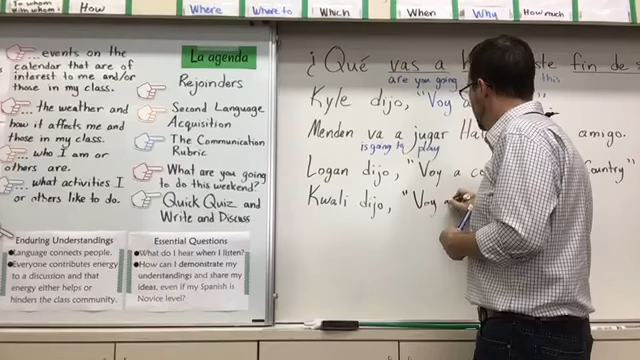 To whom
with whom
How
Where
Where to
Which
When
Why
How much
... events on the
calendar that are of
interest to me and/or
those in my class.
... the weather and
how it affects me and
those in my class.
... who I am or
others are.
... what activities I
or others like to do.
La agenda
Rejoinders
Second Language
Acquisition
The Communication
Rubric
What are you going
to do this weekend?
Quick Quiz and
Write and Discuss
Enduring Understandings
Language connects people.
Everyone contributes energy
to a discussion and that
energy either helps or
hinders the class community.
Essential Questions
What do I hear when I listen?
How can I demonstrate my
understandings and share my
ideas, even if my Spanish is
Novice level?
¿Qué vas a fin de
are you going this
Kyle dijo, "Voy
Menden va a jugar amigo.
is going to play
Logan dijo, "Voy a Country"
Kwali dijo, "Voy